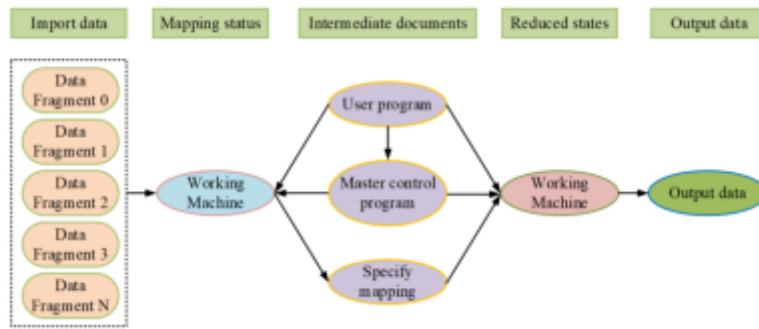 Import data
Mapping status
Intermediate documents
Reduced states
Output data
Data
Fragment 0
Data
Fragment 1
Data
Fragment 2
Data
Fragment 3
Data
Fragment N
Working
Machine
User program
Master control
program
Specify
mapping
Working
Machine
Output data